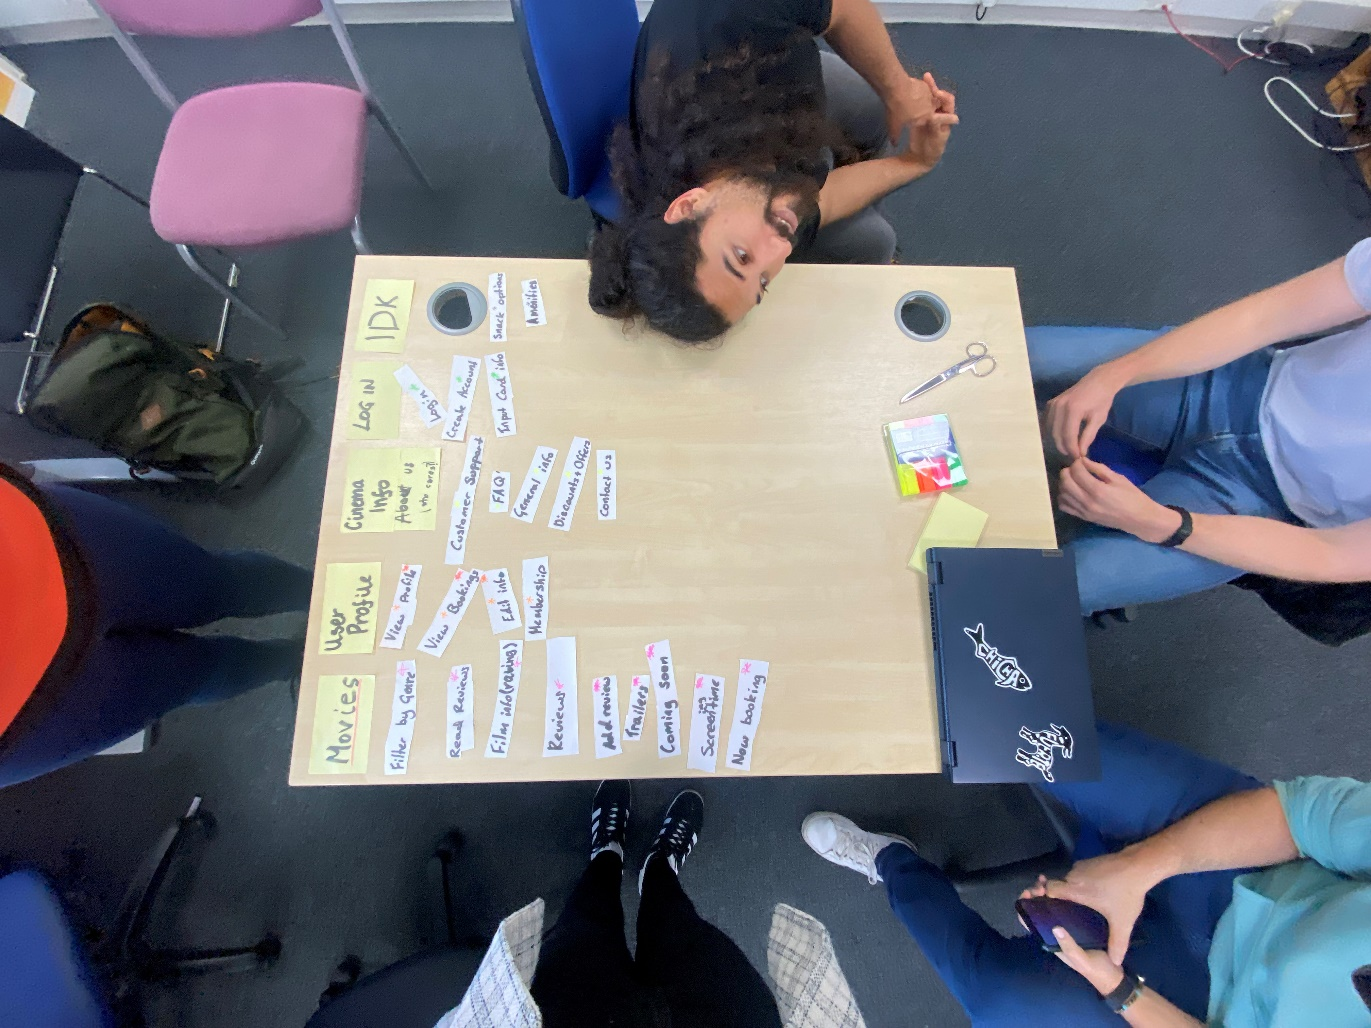 IDK
Snack options
Amenities
LOG IN
LOGIN
Create Account
Input Card info
Cinema
Info
About us
Customer Support
FAQ
General info
Discounts + Offers
Contact us
User
Profile
View Profile
View Bookings
Edit info
Membership
Movies
Filter by Genre
Read Reviews
Film info(rating)
Reviews
Add review
Trailers
Coming soon
New booking